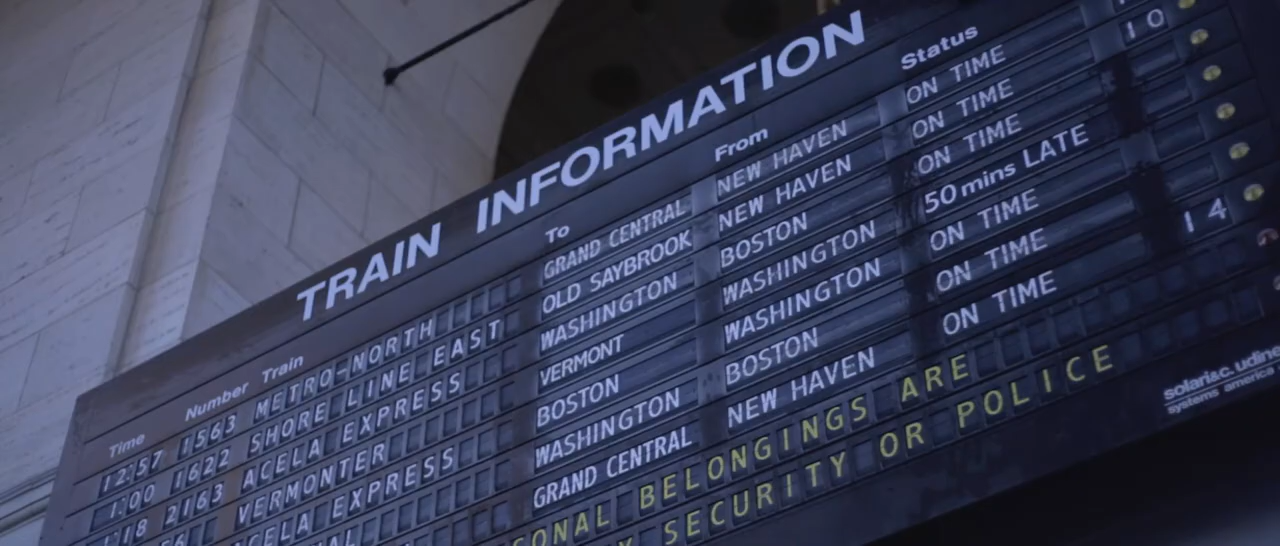 TRAIN INFORMATION
Time Number Train To From Status
12:57 1563 METRO-NORTH GRAND CENTRAL NEW HAVEN ON TIME
1:00 1622 SHORE LINE EAST OLD SAYBROOK NEW HAVEN ON TIME 10
1:18 2163 ACELA EXPRESS WASHINGTON BOSTON ON TIME
VERMONTER VERMONT WASHINGTON 50 mins LATE
ACELA EXPRESS BOSTON WASHINGTON ON TIME
WASHINGTON BOSTON ON TIME
GRAND CENTRAL NEW HAVEN ON TIME 14
BELONGINGS ARE
SECURITY OR POLICE
solari&c. udine
systems america